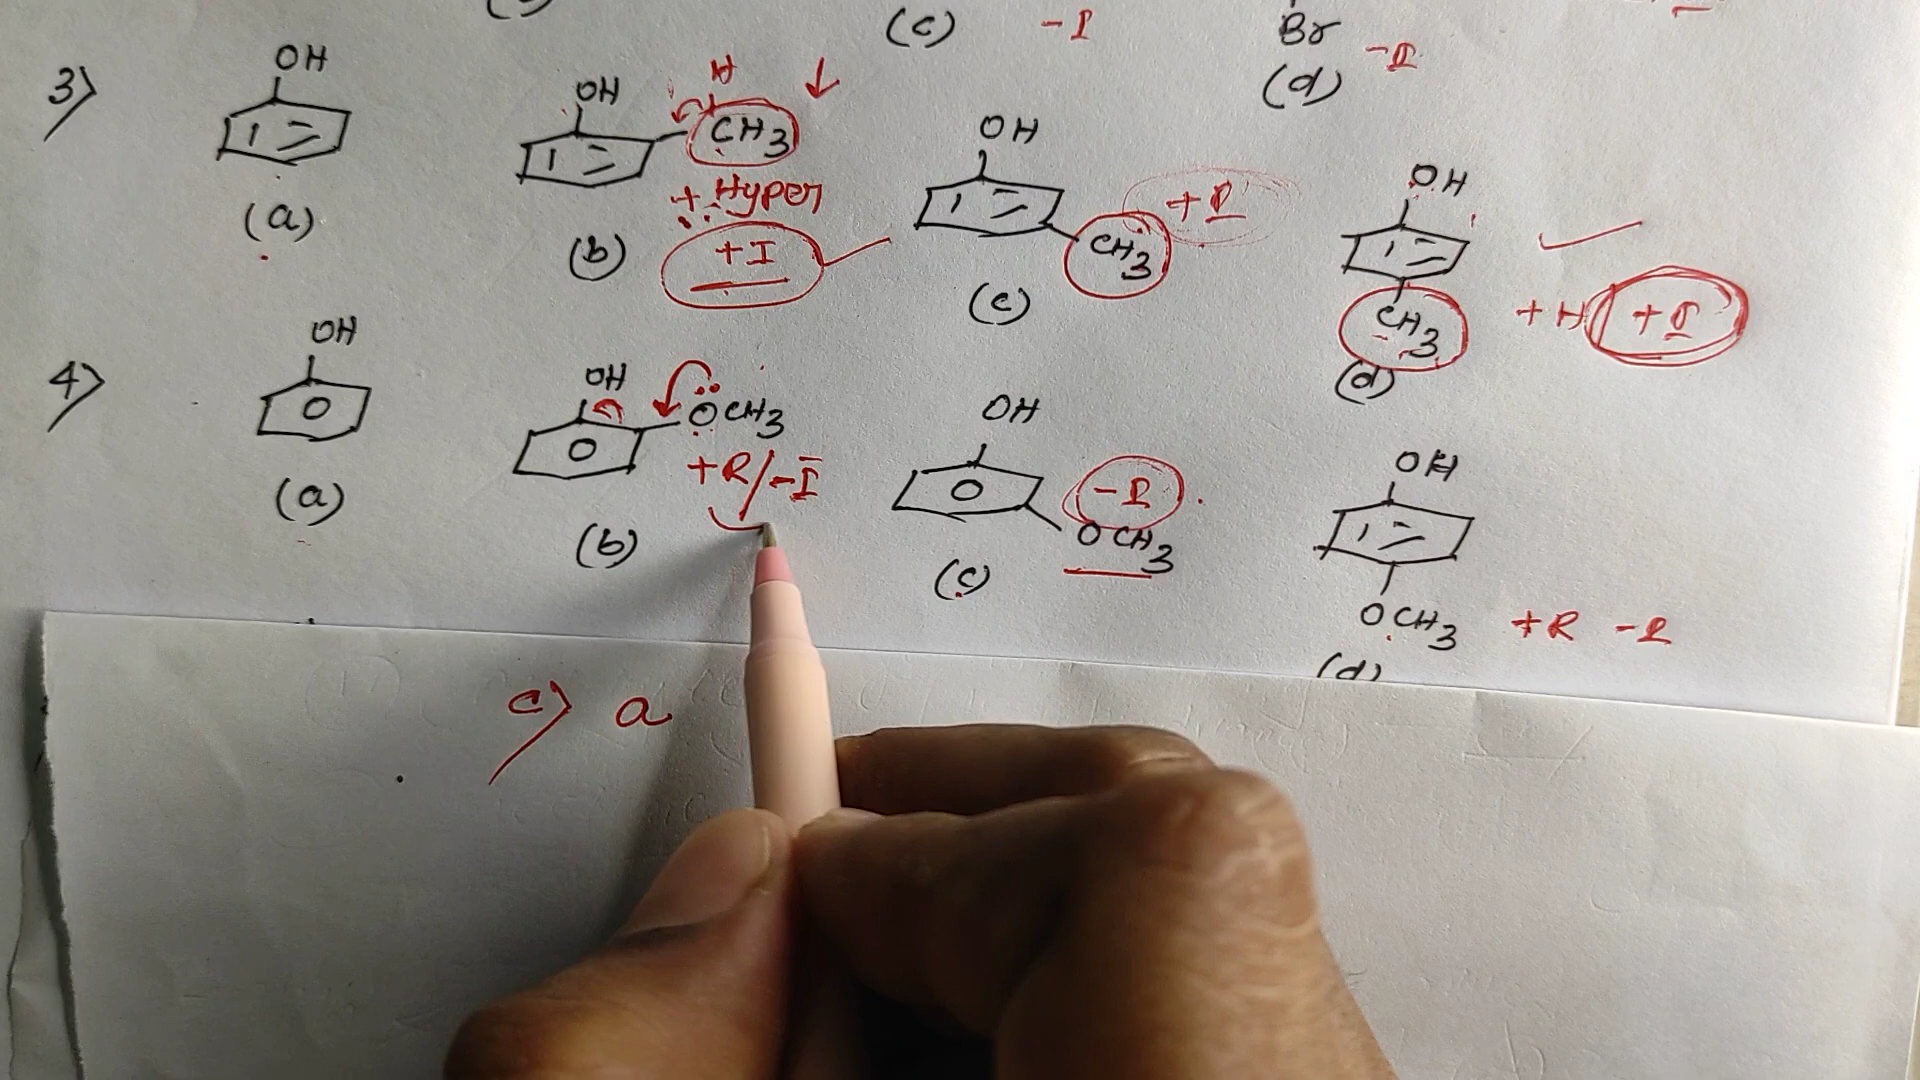 (c) -I Br -I
(d)
3) OH OH H CH3 OH OH
+ Hyper +I
(a) (b) +I CH3 CH3 + H +I
(c) (d)
4) OH OH OCH3 OH OH
+R/-I -I OCH3
(a) (b) (c) OCH3 +R -I
(d)
c) a